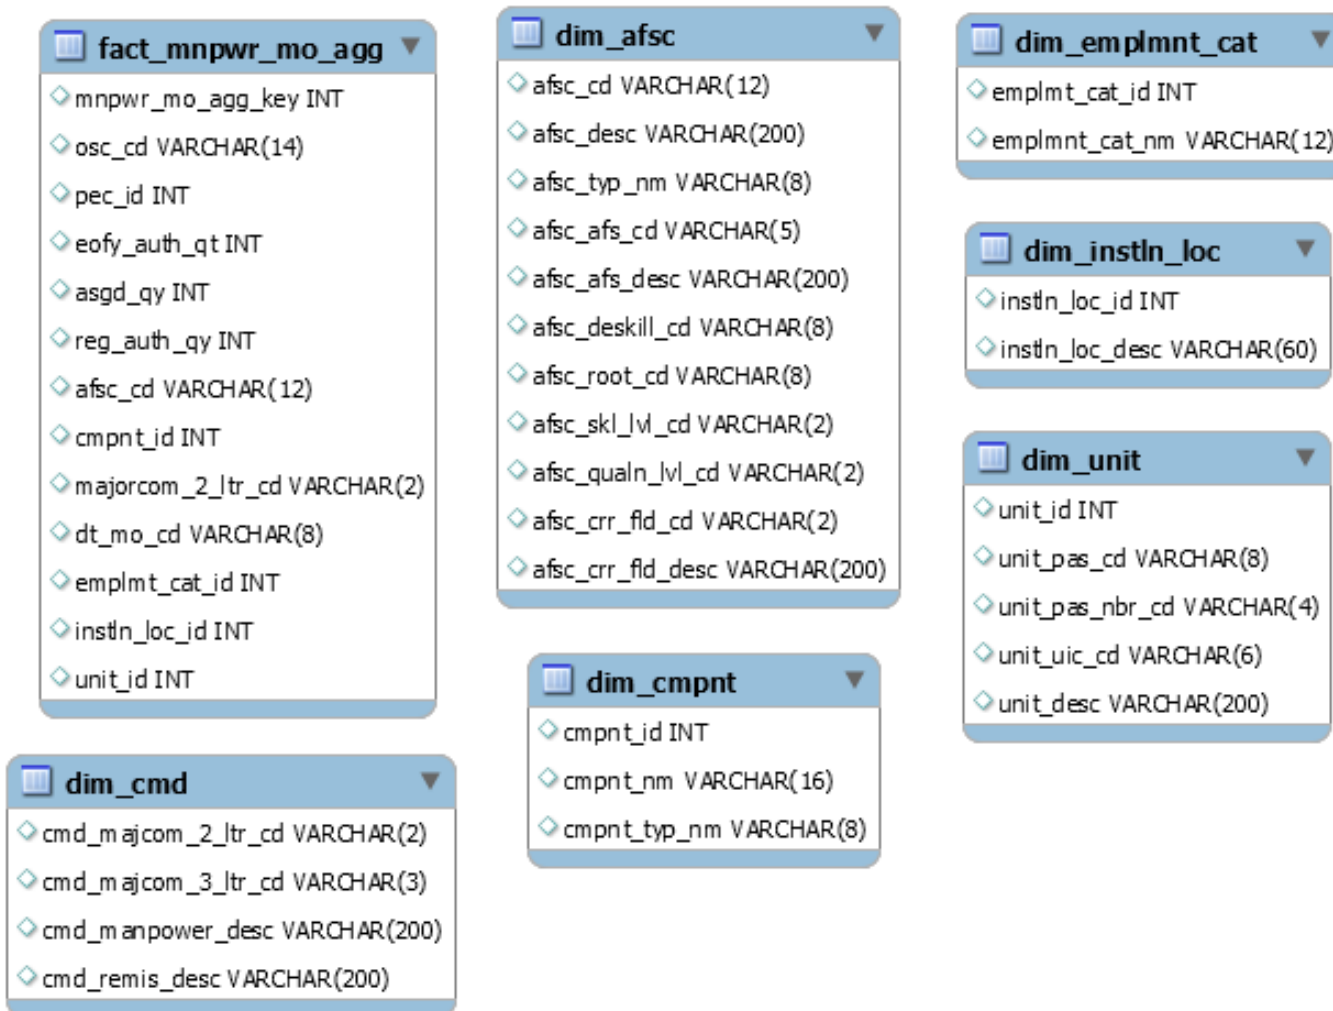 fact_mnpwr_mo_agg
mnpwr_mo_agg_key INT
osc_cd VARCHAR(14)
pec_id INT
eofy_auth_qt INT
asgd_qy INT
reg_auth_qy INT
afsc_cd VARCHAR(12)
cmpnt_id INT
majorcom_2_ltr_cd VARCHAR(2)
dt_mo_cd VARCHAR(8)
emplmt_cat_id INT
instln_loc_id INT
unit_id INT
dim_cmd
cmd_majcom_2_ltr_cd VARCHAR(2)
cmd_majcom_3_ltr_cd VARCHAR(3)
cmd_manpower_desc VARCHAR(200)
cmd_remis_desc VARCHAR(200)
dim_afsc
afsc_cd VARCHAR(12)
afsc_desc VARCHAR(200)
afsc_typ_nm VARCHAR(8)
afsc_afs_cd VARCHAR(5)
afsc_afs_desc VARCHAR(200)
afsc_deskill_cd VARCHAR(8)
afsc_root_cd VARCHAR(8)
afsc_skl_lvl_cd VARCHAR(2)
afsc_qualn_lvl_cd VARCHAR(2)
afsc_crr_fld_cd VARCHAR(2)
afsc_crr_fld_desc VARCHAR(200)
dim_cmpnt
cmpnt_id INT
cmpnt_nm VARCHAR(16)
cmpnt_typ_nm VARCHAR(8)
dim_emplmnt_cat
emplmt_cat_id INT
emplmnt_cat_nm VARCHAR(12)
dim_instln_loc
instln_loc_id INT
instln_loc_desc VARCHAR(60)
dim_unit
unit_id INT
unit_pas_cd VARCHAR(8)
unit_pas_nbr_cd VARCHAR(4)
unit_uic_cd VARCHAR(6)
unit_desc VARCHAR(200)